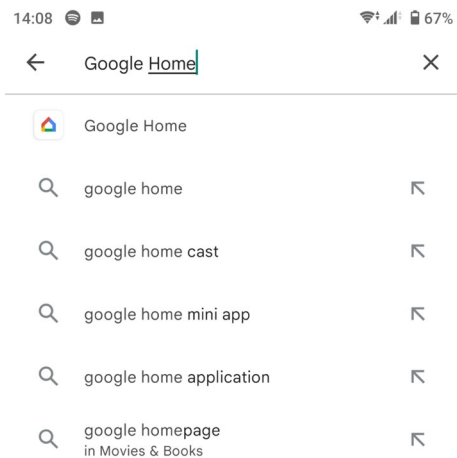 14:08 67%
Google Home
Google Home
google home
google home cast
google home mini app
google home application
google homepage
in Movies & Books